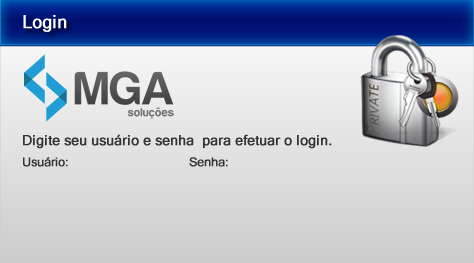 Login
MGA
soluções
PRIVATE
Digite seu usuário e senha  para efetuar o login.
Usuário: Senha: